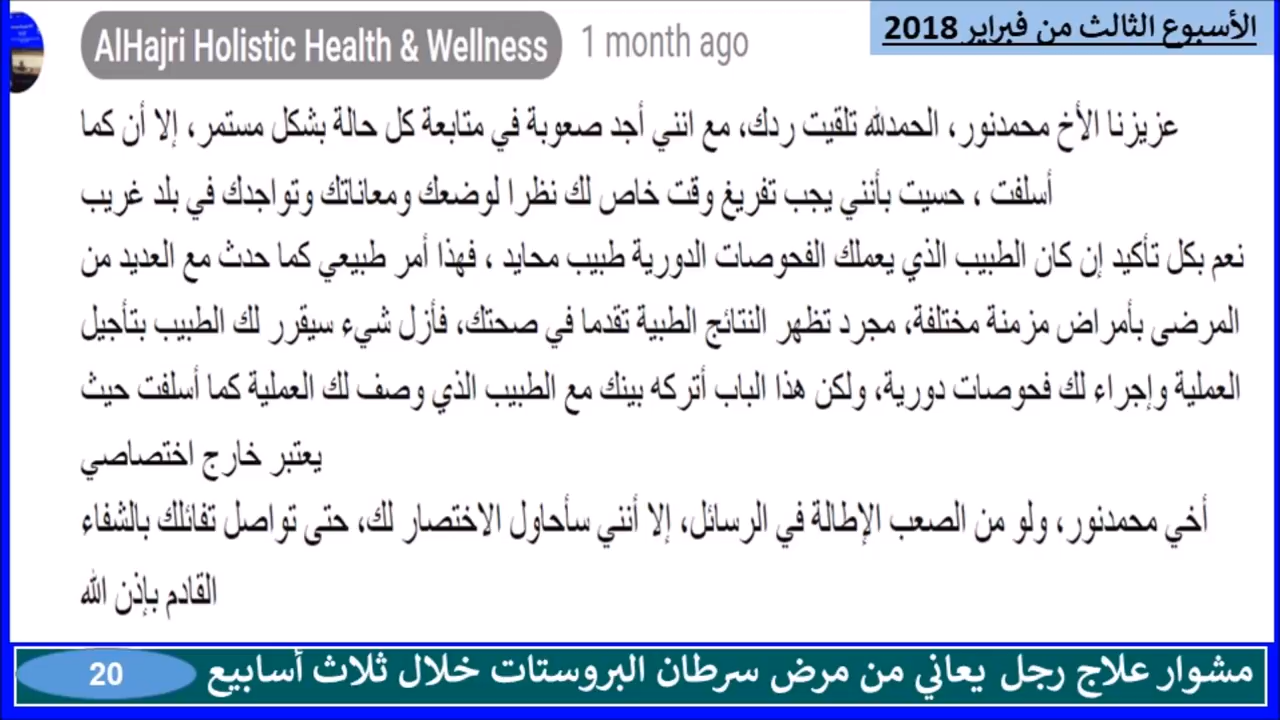 الأسبوع الثالث من فبراير 2018
AlHajri Holistic Health & Wellness 1 month ago
عزيزنا الأخ محمدنور، الحمدلله تلقيت ردك، مع انني أجد صعوبة في متابعة كل حالة بشكل مستمر، إلا أن كما
أسلفت ، حسيت بأنني يجب تفريغ وقت خاص لك نظرا لوضعك ومعاناتك وتواجدك في بلد غريب
نعم بكل تأكيد إن كان الطبيب الذي يعملك الفحوصات الدورية طبيب محايد ، فهذا أمر طبيعي كما حدث مع العديد من
المرضى بأمراض مزمنة مختلفة، مجرد تظهر النتائج الطبية تقدما في صحتك، فأزل شيء سيقرر لك الطبيب بتأجيل
العملية وإجراء لك فحوصات دورية، ولكن هذا الباب أتركه بينك مع الطبيب الذي وصف لك العملية كما أسلفت حيث
يعتبر خارج اختصاصي
أخي محمدنور، ولو من الصعب الإطالة في الرسائل، إلا أنني سأحاول الاختصار لك، حتى تواصل تفائلك بالشفاء
القادم بإذن الله
مشوار علاج رجل يعاني من مرض سرطان البروستات خلال ثلاث أسابيع 20